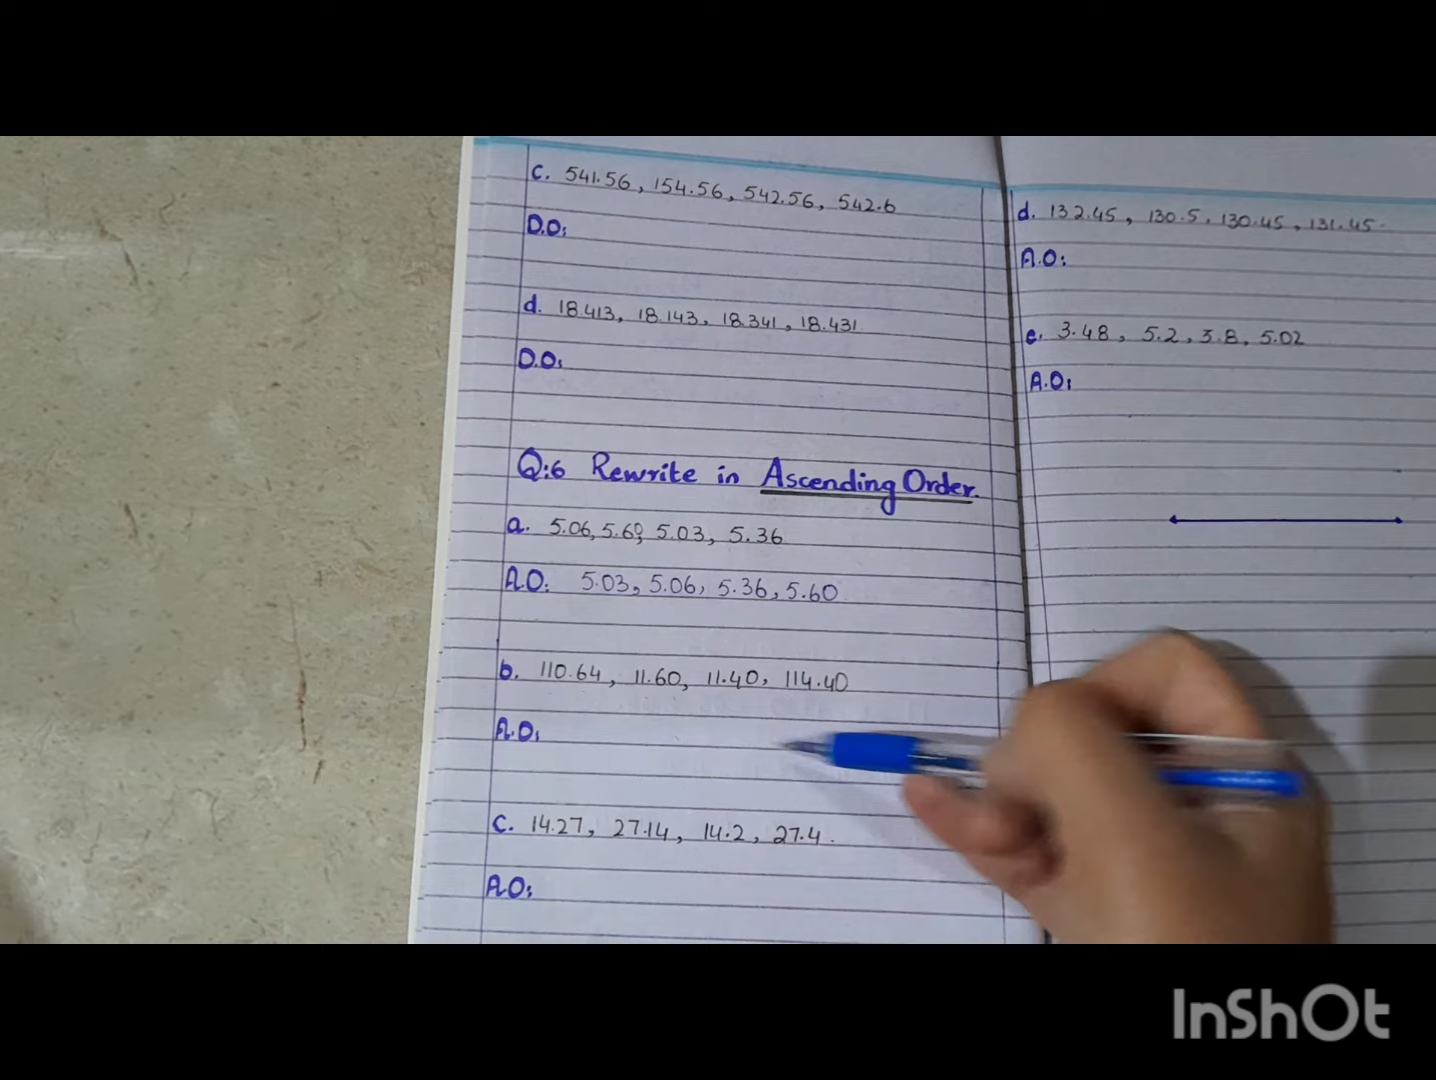 c. 541.56, 154.56, 542.56, 542.6
D.O:
d. 18.413, 18.143, 18.341, 18.431
D.O:
Q:6 Rewrite in Ascending Order.
a. 5.06, 5.60, 5.03, 5.36
A.O: 5.03, 5.06, 5.36, 5.60
b. 110.64, 11.60, 11.40, 114.40
A.O:
c. 14.27, 27.14, 14.2, 27.4.
A.O:
d. 132.45, 130.5, 130.45, 131.45.
A.O:
e. 3.48, 5.2, 3.8, 5.02
A.O:
InShOt